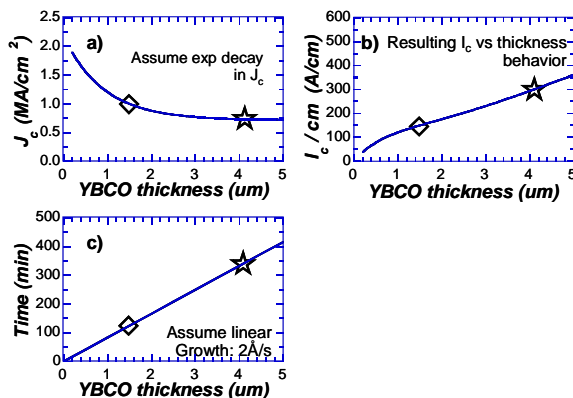 a)
Assume exp decay
in J_c
J_c (MA/cm²)
2.5
2.0
1.5
1.0
0.5
0.0
0 1 2 3 4 5
YBCO thickness (um)
b)
Resulting I_c vs thickness
behavior
I_c / cm (A/cm)
600
500
400
300
200
100
0
0 1 2 3 4 5
YBCO thickness (um)
c)
Assume linear
Growth: 2Å/s
Time (min)
500
400
300
200
100
0
0 1 2 3 4 5
YBCO thickness (um)